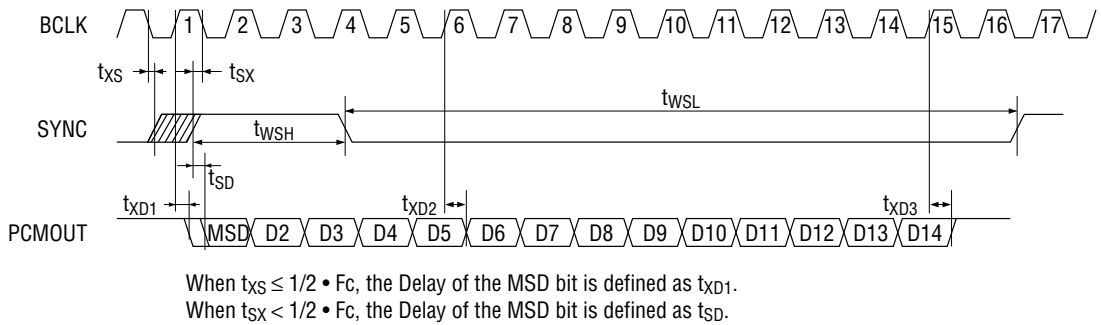 BCLK 1 2 3 4 5 6 7 8 9 10 11 12 13 14 15 16 17
tXS tSX
tWSL
SYNC
tWSH
tSD
tXD1 tXD2 tXD3
PCMOUT MSD D2 D3 D4 D5 D6 D7 D8 D9 D10 D11 D12 D13 D14
When tXS ≤ 1/2 • Fc, the Delay of the MSD bit is defined as tXD1.
When tSX < 1/2 • Fc, the Delay of the MSD bit is defined as tSD.